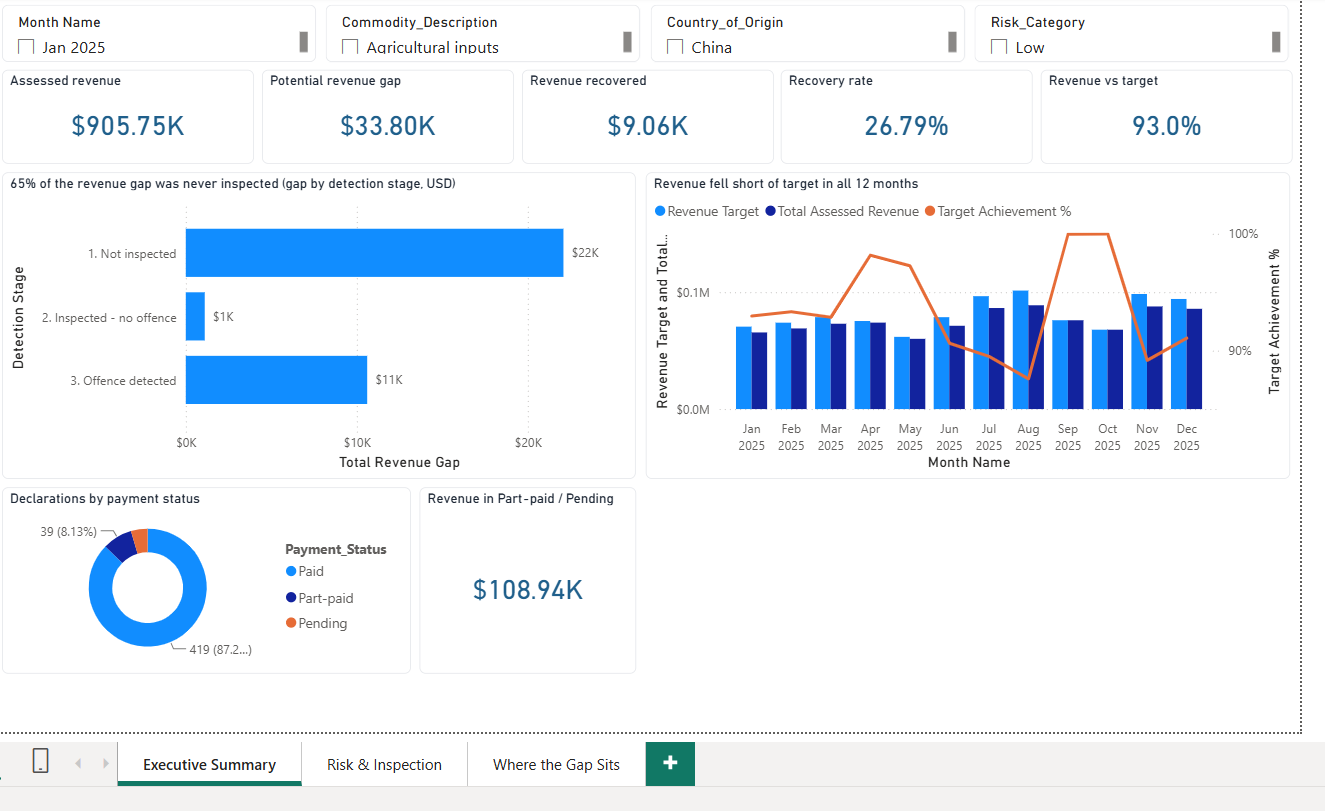 Month Name
Jan 2025
Commodity_Description
Agricultural inputs
Country_of_Origin
China
Risk_Category
Low
Assessed revenue
$905.75K
Potential revenue gap
$33.80K
Revenue recovered
$9.06K
Recovery rate
26.79%
Revenue vs target
93.0%
65% of the revenue gap was never inspected (gap by detection stage, USD)
Detection Stage
1. Not inspected
$22K
2. Inspected - no offence
$1K
3. Offence detected
$11K
$0K $10K $20K
Total Revenue Gap
Revenue fell short of target in all 12 months
Revenue Target Total Assessed Revenue Target Achievement %
Revenue Target and Total...
$0.1M
$0.0M
100%
90%
Target Achievement %
Jan Feb Mar Apr May Jun Jul Aug Sep Oct Nov Dec
2025 2025 2025 2025 2025 2025 2025 2025 2025 2025 2025 2025
Month Name
Declarations by payment status
39 (8.13%)
419 (87.2...)
Payment_Status
Paid
Part-paid
Pending
Revenue in Part-paid / Pending
$108.94K
Executive Summary
Risk & Inspection
Where the Gap Sits